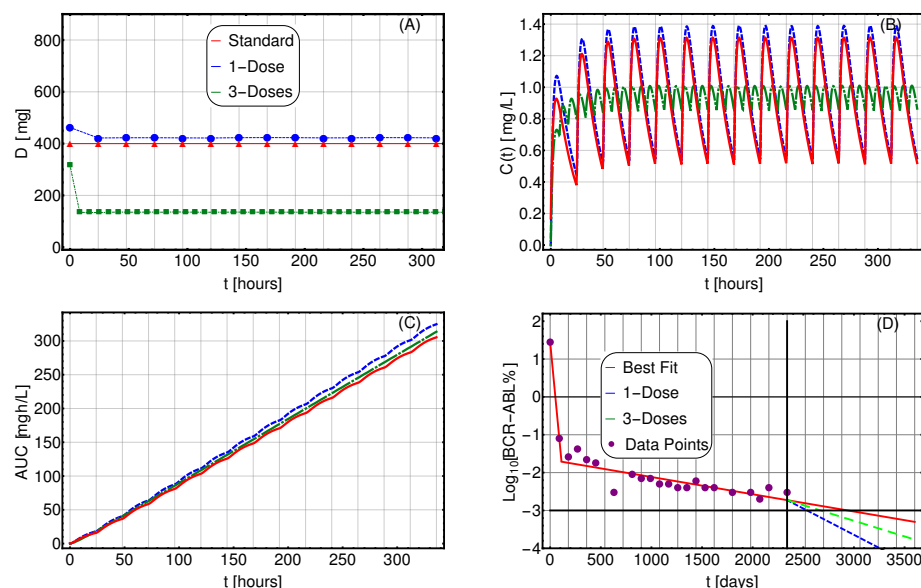 (A)
800
600
400
200
0
D [ mg]
Standard
1−Dose
3−Doses
0 50 100 150 200 250 300
t [hours]
(B)
1.4
1.2
1.0
0.8
0.6
0.4
0.2
0.0
C(t) [mg/L]
0 50 100 150 200 250 300
t [hours]
(C)
300
250
200
150
100
50
0
AUC [mgh/L]
0 50 100 150 200 250 300
t [hours]
(D)
2
1
0
−1
−2
−3
−4
Log10[BCR−ABL%]
Best Fit
1−Dose
3−Doses
Data Points
0 500 1000 1500 2000 2500 3000 3500
t [days]